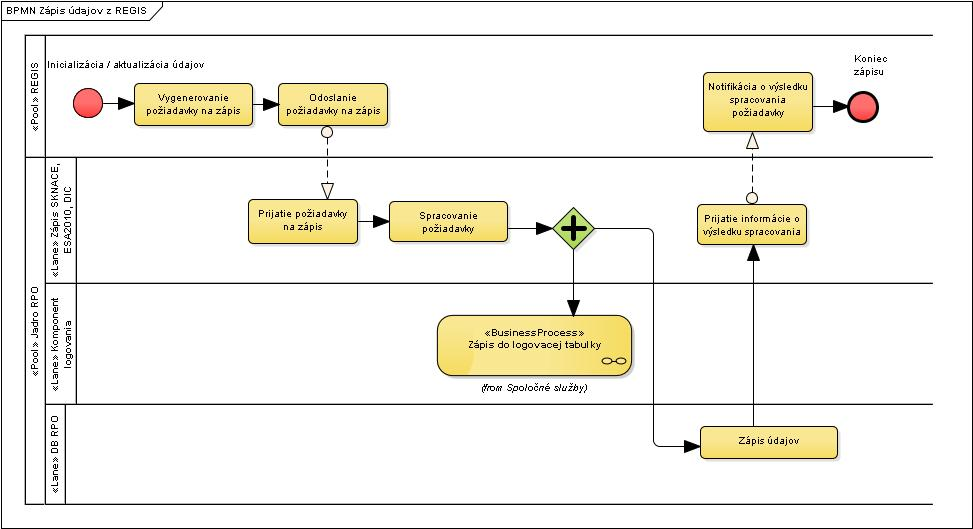 BPMN Zápis údajov z REGIS
«Pool» REGIS
Inicializácia / aktualizácia údajov
Vygenerovanie
požiadavky na zápis
Odoslanie
požiadavky na zápis
Notifikácia o výsledku
spracovania
požiadavky
Koniec
zápisu
«Pool» Jadro RPO
«Lane» Zápis SKNACE,
ESA2010, DIC
Prijatie požiadavky
na zápis
Spracovanie
požiadavky
Prijatie informácie o
výsledku spracovania
«Lane» Komponent
logovania
«BusinessProcess»
Zápis do logovacej tabulky
(from Spoločné služby)
«Lane» DB RPO
Zápis údajov